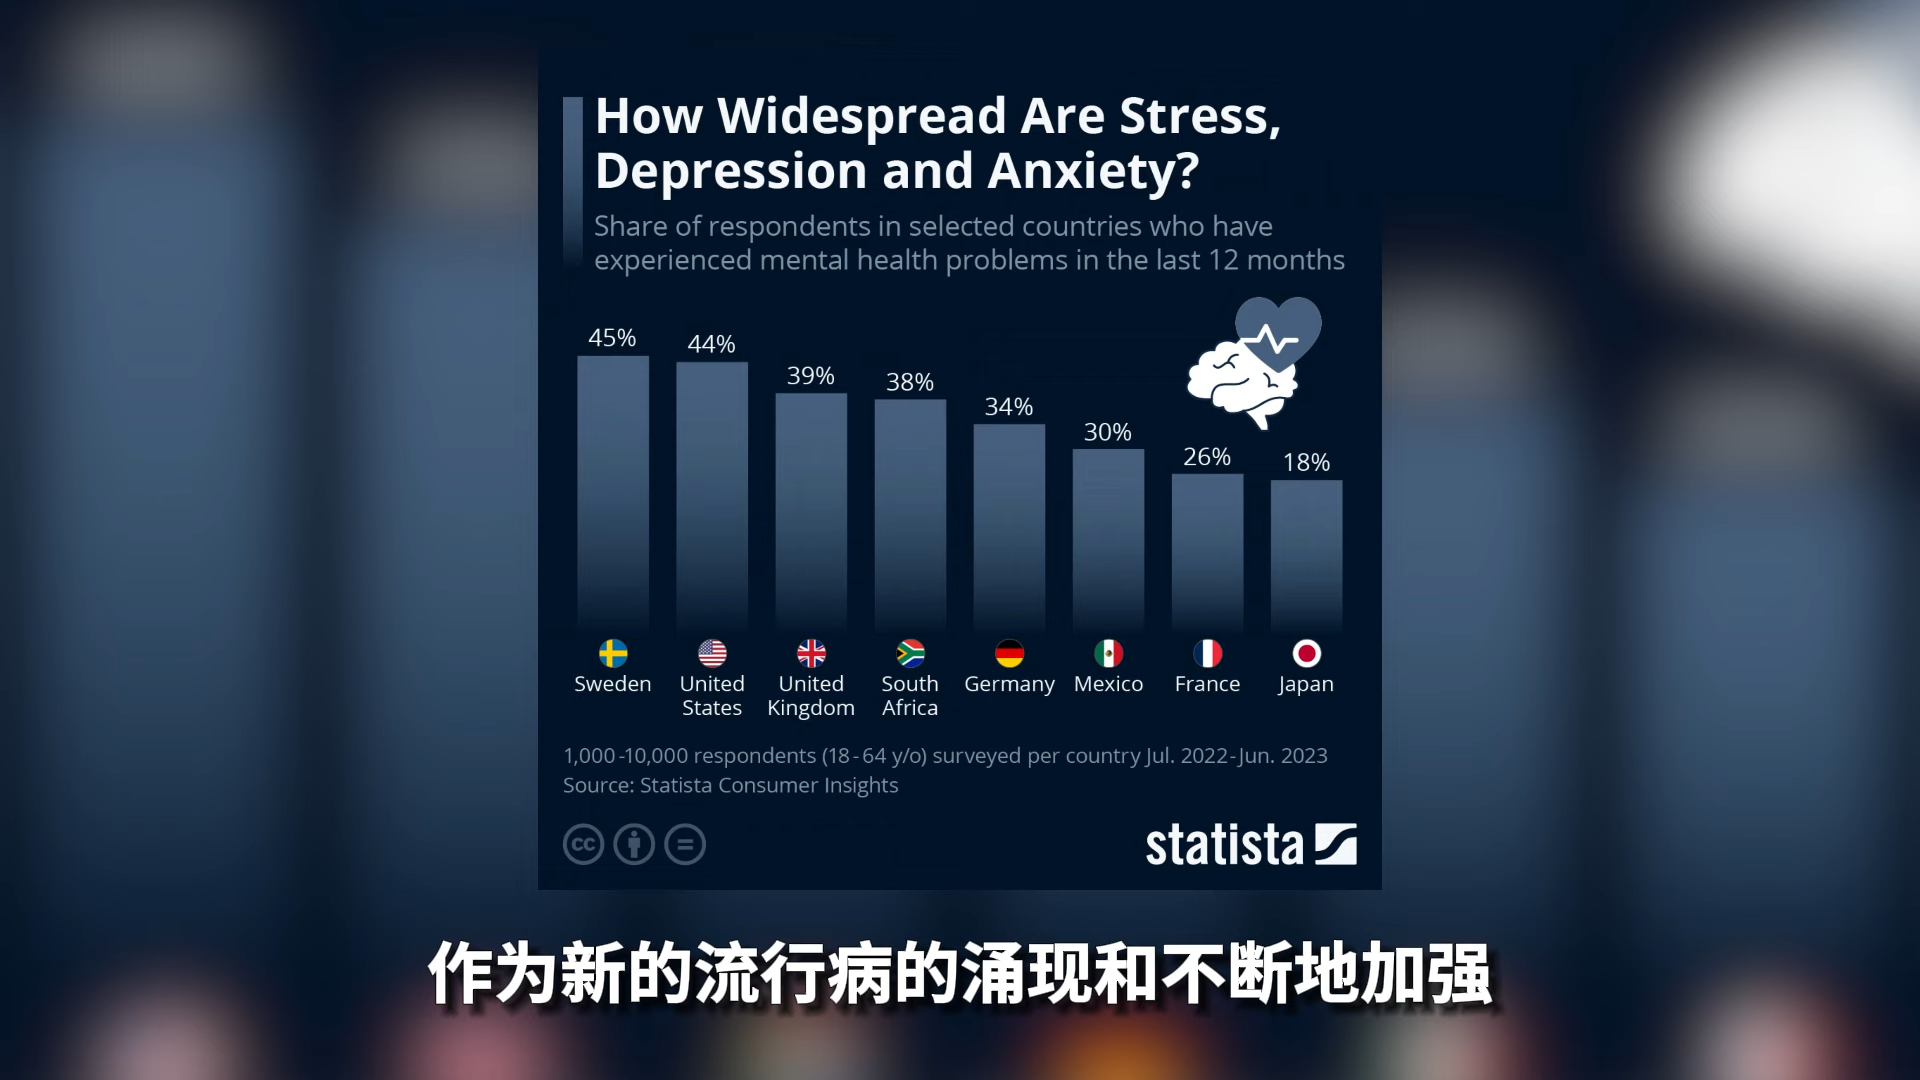 How Widespread Are Stress,
Depression and Anxiety?
Share of respondents in selected countries who have
experienced mental health problems in the last 12 months
45%
44%
39%
38%
34%
30%
26%
18%
Sweden
United
States
United
Kingdom
South
Africa
Germany
Mexico
France
Japan
1,000-10,000 respondents (18-64 y/o) surveyed per country Jul. 2022-Jun. 2023
Source: Statista Consumer Insights
cc
statista
作为新的流行病的涌现和不断地加强